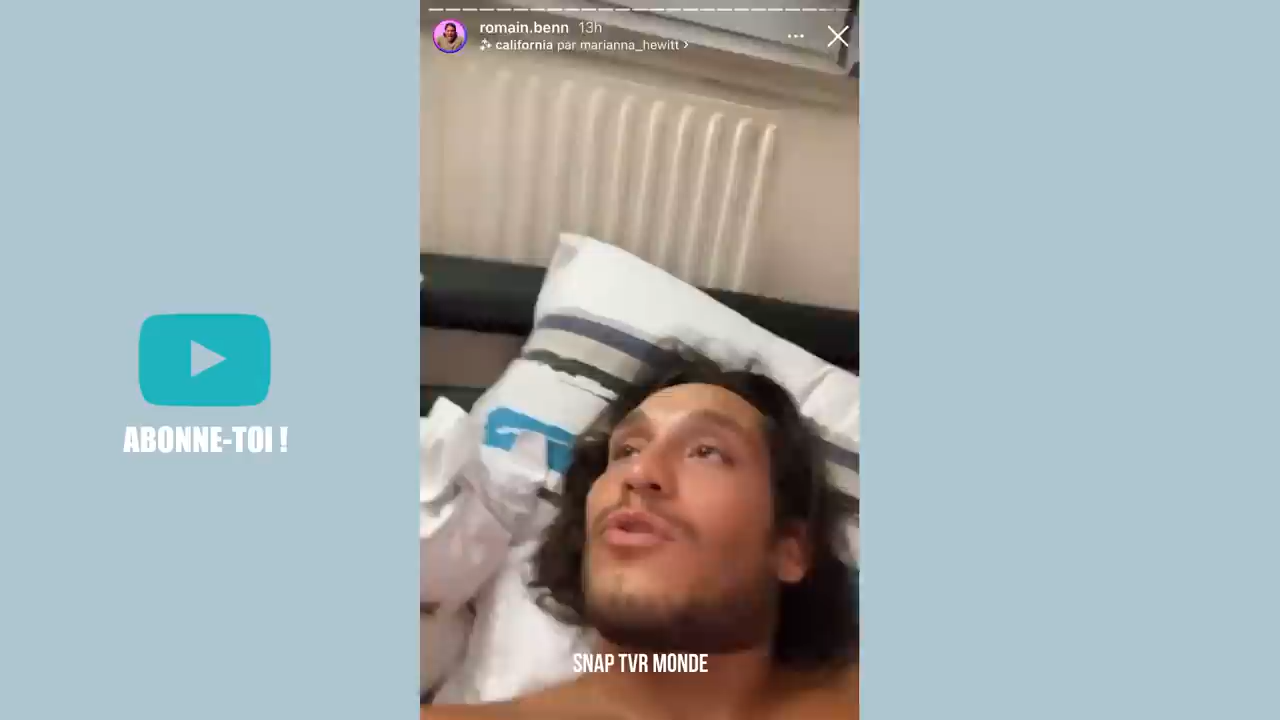 romain.benn 13h
california par marianna_hewitt
ABONNE-TOI !
SNAP TVR MONDE